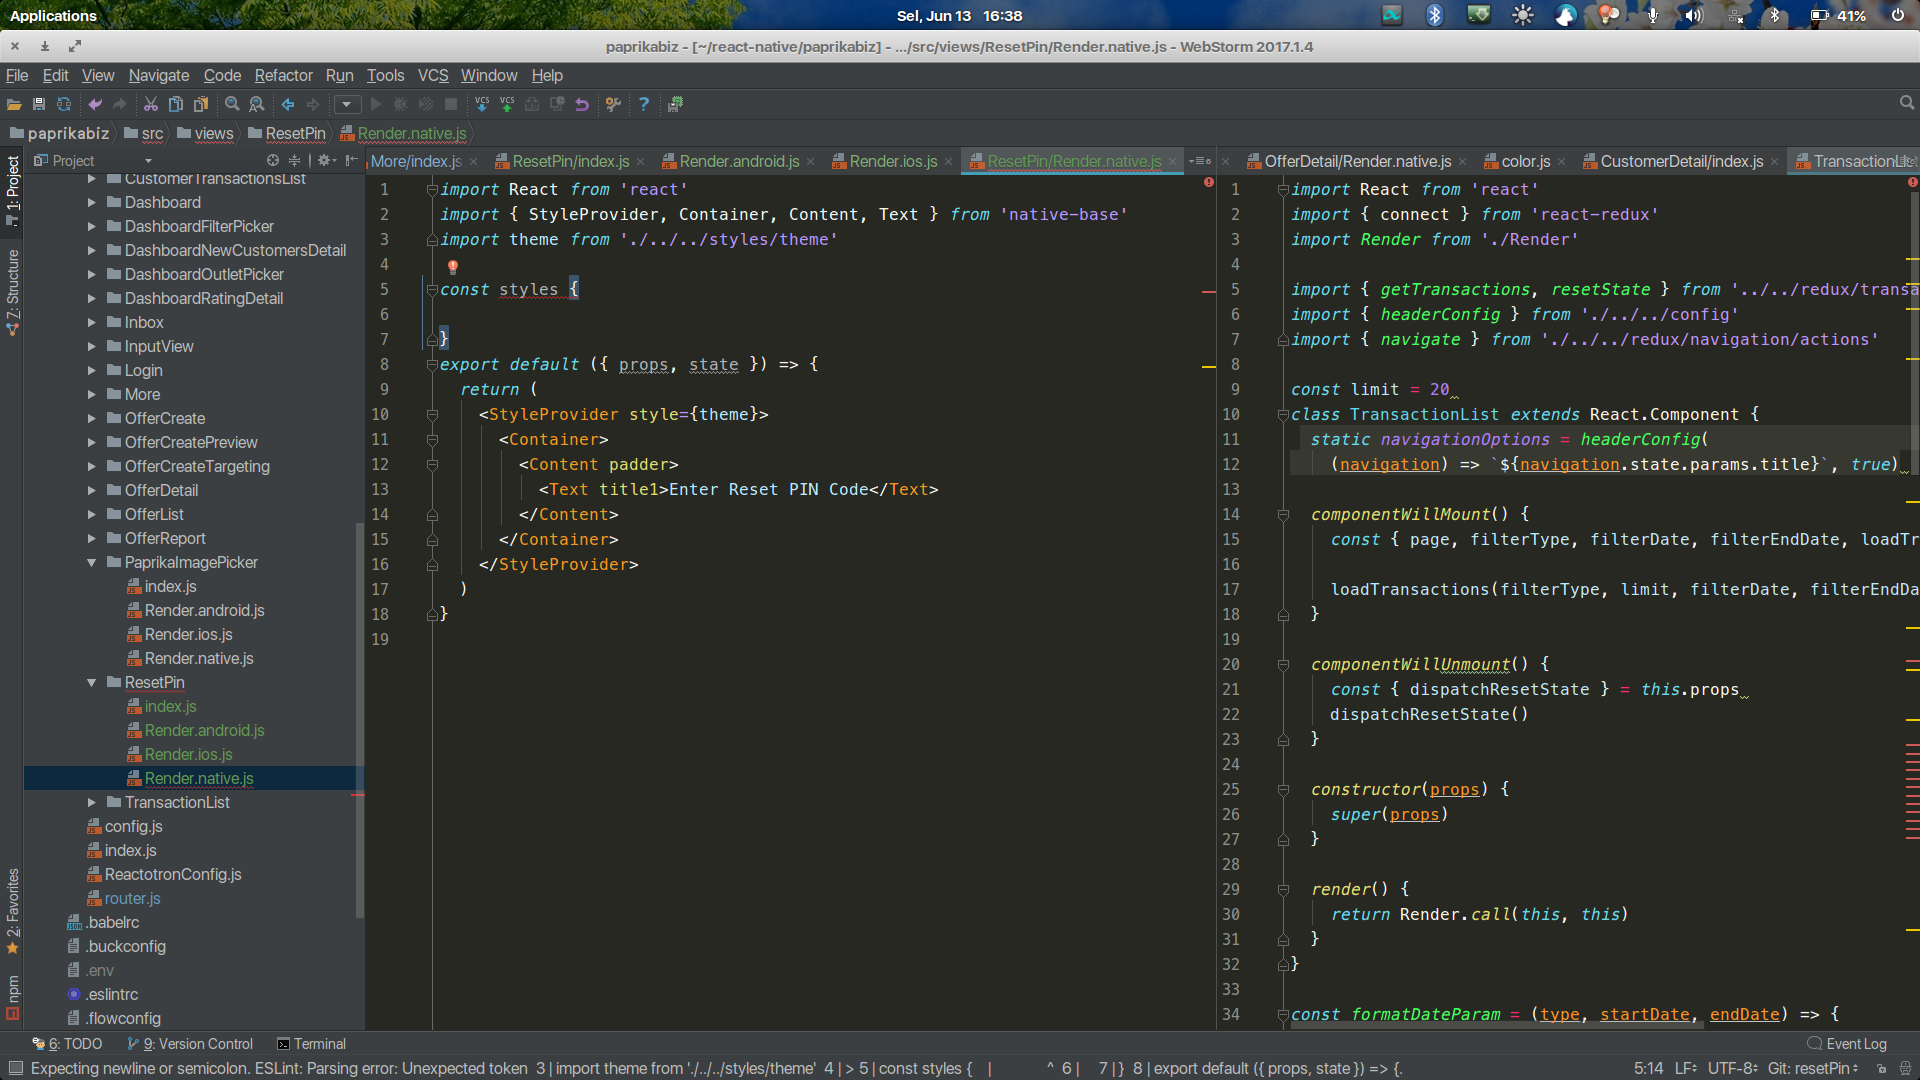 Applications
Sel, Jun 13 16:38
41%
paprikabiz - [~/react-native/paprikabiz] - .../src/views/ResetPin/Render.native.js - WebStorm 2017.1.4
File Edit View Navigate Code Refactor Run Tools VCS Window Help
VCS VCS
paprikabiz src views ResetPin Render.native.js
Project
More/index.js ResetPin/index.js Render.android.js Render.ios.js ResetPin/Render.native.js
OfferDetail/Render.native.js color.js CustomerDetail/index.js
1: Project
7: Structure
2: Favorites
npm
CustomerTransactionsList
Dashboard
DashboardFilterPicker
DashboardNewCustomersDetail
DashboardOutletPicker
DashboardRatingDetail
Inbox
InputView
Login
More
OfferCreate
OfferCreatePreview
OfferCreateTargeting
OfferDetail
OfferList
OfferReport
PaprikaImagePicker
index.js
Render.android.js
Render.ios.js
Render.native.js
ResetPin
index.js
Render.android.js
Render.ios.js
Render.native.js
TransactionList
config.js
index.js
ReactotronConfig.js
router.js
.babelrc
.buckconfig
.env
.eslintrc
.flowconfig
1 import React from 'react'
2 import { StyleProvider, Container, Content, Text } from 'native-base'
3 import theme from './../../styles/theme'
4
5 const styles {
6
7 }
8 export default ({ props, state }) => {
9 return (
10 <StyleProvider style={theme}>
11 <Container>
12 <Content padder>
13 <Text title1>Enter Reset PIN Code</Text>
14 </Content>
15 </Container>
16 </StyleProvider>
17 )
18 }
19
1 import React from 'react'
2 import { connect } from 'react-redux'
3 import Render from './Render'
4
5 import { getTransactions, resetState } from '../../redux/transa
6 import { headerConfig } from './../../config'
7 import { navigate } from './../../redux/navigation/actions'
8
9 const limit = 20
10 class TransactionList extends React.Component {
11 static navigationOptions = headerConfig(
12 (navigation) => `${navigation.state.params.title}`, true)
13
14 componentWillMount() {
15 const { page, filterType, filterDate, filterEndDate, loadTr
16
17 loadTransactions(filterType, limit, filterDate, filterEndDa
18 }
19
20 componentWillUnmount() {
21 const { dispatchResetState } = this.props
22 dispatchResetState()
23 }
24
25 constructor(props) {
26 super(props)
27 }
28
29 render() {
30 return Render.call(this, this)
31 }
32 }
33
34 const formatDateParam = (type, startDate, endDate) => {
6: TODO 9: Version Control Terminal Event Log
Expecting newline or semicolon. ESLint: Parsing error: Unexpected token 3 | import theme from './../../styles/theme' 4 | > 5 | const styles { | ^ 6 | 7 | } 8 | export default ({ props, state }) => {. 5:14 LF UTF-8 Git: resetPin